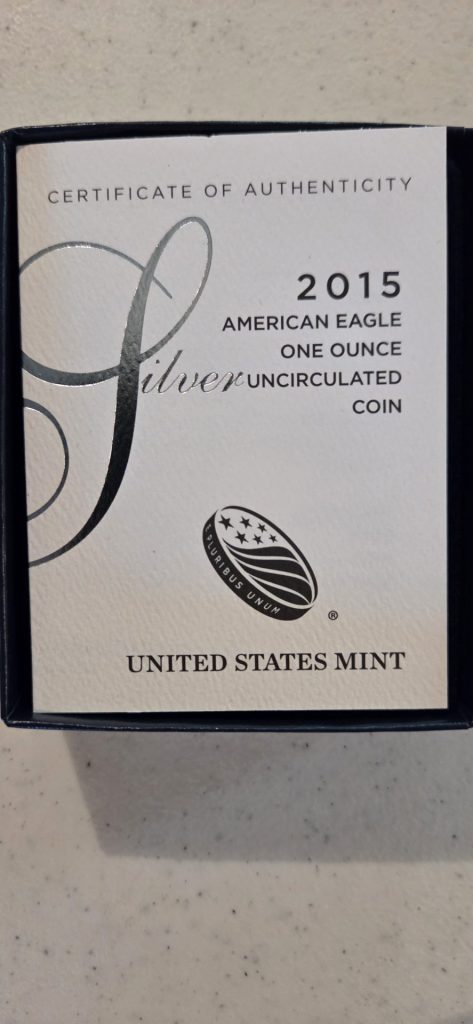 CERTIFICATE OF AUTHENTICITY
2015
AMERICAN EAGLE
ONE OUNCE
Silver UNCIRCULATED
COIN
E PLURIBUS UNUM
®
UNITED STATES MINT